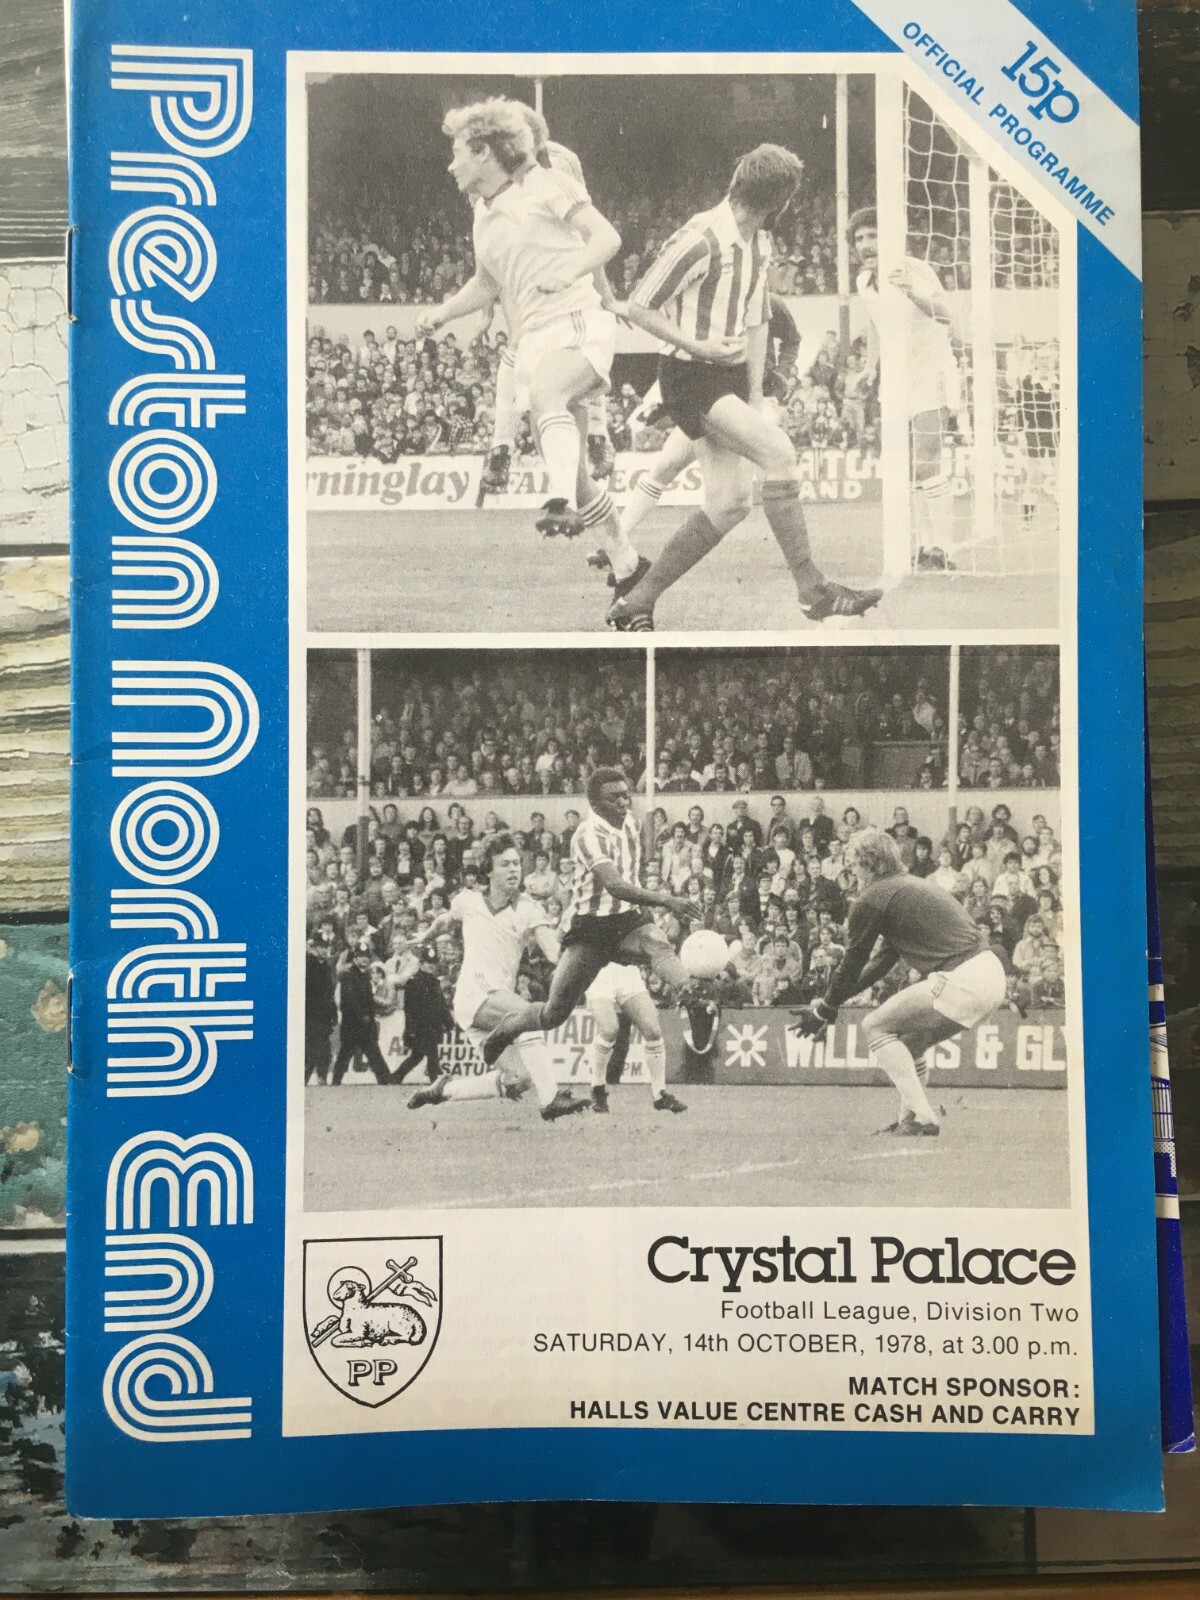 15p
OFFICIAL PROGRAMME
Preston North End
rninglay
Crystal Palace
Football League, Division Two
SATURDAY, 14th OCTOBER, 1978, at 3.00 p.m.
MATCH SPONSOR:
HALLS VALUE CENTRE CASH AND CARRY
PP